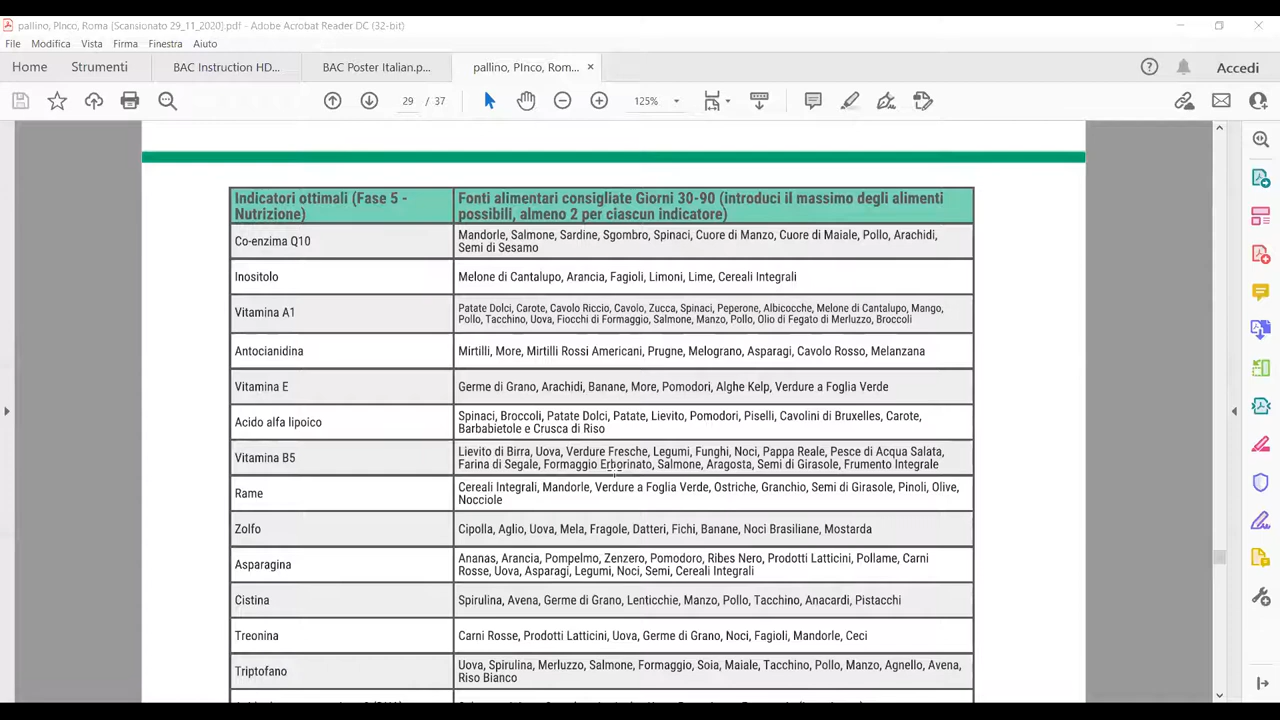 pallino, PInco, Roma [Scansionato 29_11_2020].pdf - Adobe Acrobat Reader DC (32-bit)
File Modifica Vista Firma Finestra Aiuto
Home Strumenti BAC Instruction HD... BAC Poster Italian.p... pallino, PInco, Rom... ×
Accedi
29 / 37 125%
Indicatori ottimali (Fase 5 -
Nutrizione)
Fonti alimentari consigliate Giorni 30-90 (introduci il massimo degli alimenti
possibili, almeno 2 per ciascun indicatore)
Co-enzima Q10
Mandorle, Salmone, Sardine, Sgombro, Spinaci, Cuore di Manzo, Cuore di Maiale, Pollo, Arachidi,
Semi di Sesamo
Inositolo
Melone di Cantalupo, Arancia, Fagioli, Limoni, Lime, Cereali Integrali
Vitamina A1
Patate Dolci, Carote, Cavolo Riccio, Cavolo, Zucca, Spinaci, Peperone, Albicocche, Melone di Cantalupo, Mango,
Pollo, Tacchino, Uova, Fiocchi di Formaggio, Salmone, Manzo, Pollo, Olio di Fegato di Merluzzo, Broccoli
Antocianidina
Mirtilli, More, Mirtilli Rossi Americani, Prugne, Melograno, Asparagi, Cavolo Rosso, Melanzana
Vitamina E
Germe di Grano, Arachidi, Banane, More, Pomodori, Alghe Kelp, Verdure a Foglia Verde
Acido alfa lipoico
Spinaci, Broccoli, Patate Dolci, Patate, Lievito, Pomodori, Piselli, Cavolini di Bruxelles, Carote,
Barbabietole e Crusca di Riso
Vitamina B5
Lievito di Birra, Uova, Verdure Fresche, Legumi, Funghi, Noci, Pappa Reale, Pesce di Acqua Salata,
Farina di Segale, Formaggio Erborinato, Salmone, Aragosta, Semi di Girasole, Frumento Integrale
Rame
Cereali Integrali, Mandorle, Verdure a Foglia Verde, Ostriche, Granchio, Semi di Girasole, Pinoli, Olive,
Nocciole
Zolfo
Cipolla, Aglio, Uova, Mela, Fragole, Datteri, Fichi, Banane, Noci Brasiliane, Mostarda
Asparagina
Ananas, Arancia, Pompelmo, Zenzero, Pomodoro, Ribes Nero, Prodotti Latticini, Pollame, Carni
Rosse, Uova, Asparagi, Legumi, Noci, Semi, Cereali Integrali
Cistina
Spirulina, Avena, Germe di Grano, Lenticchie, Manzo, Pollo, Tacchino, Anacardi, Pistacchi
Treonina
Carni Rosse, Prodotti Latticini, Uova, Germe di Grano, Noci, Fagioli, Mandorle, Ceci
Triptofano
Uova, Spirulina, Merluzzo, Salmone, Formaggio, Soia, Maiale, Tacchino, Pollo, Manzo, Agnello, Avena,
Riso Bianco